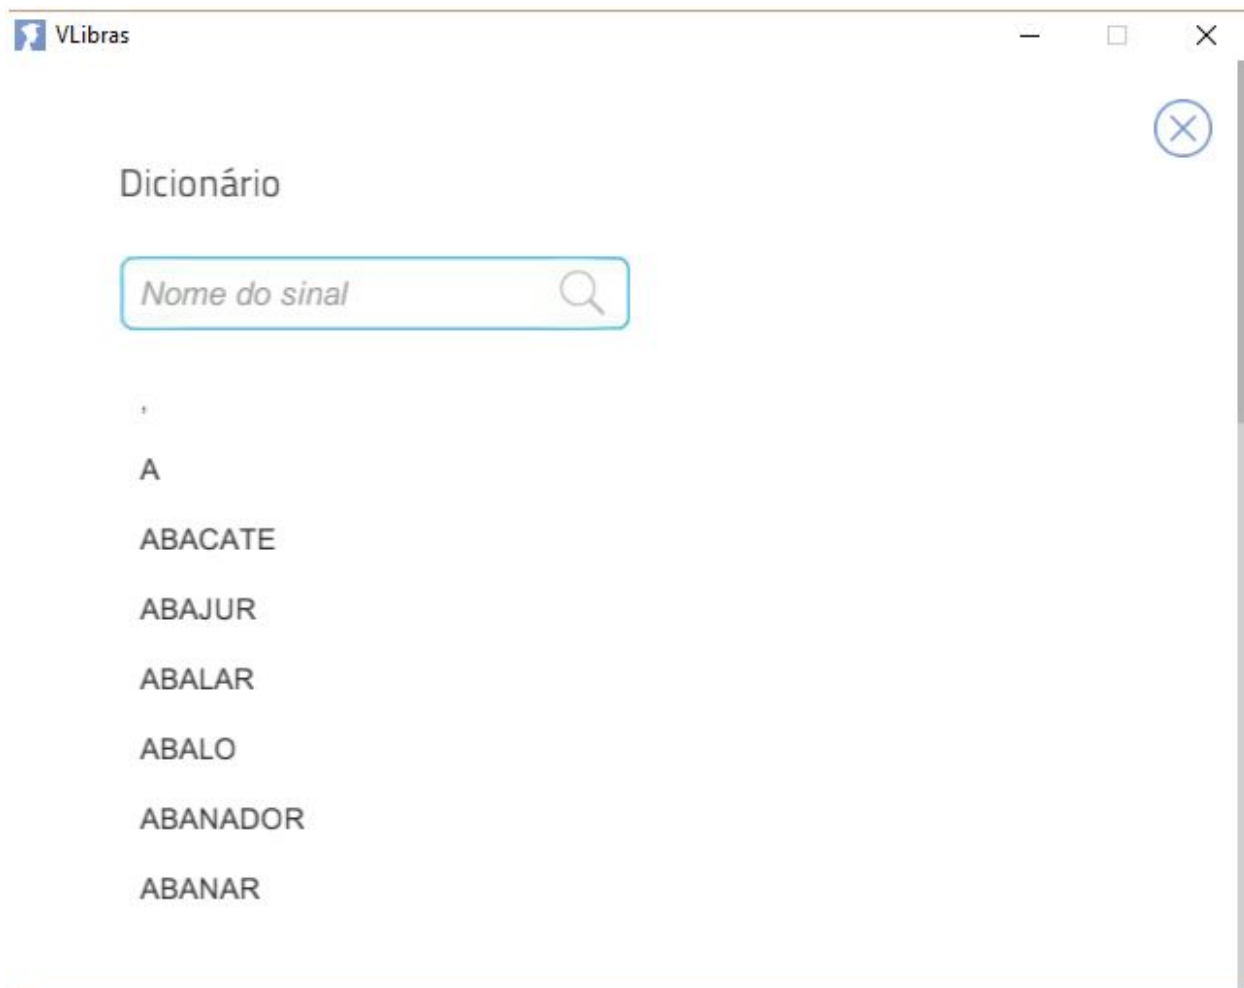 VLibras
Dicionário
Nome do sinal
,
A
ABACATE
ABAJUR
ABALAR
ABALO
ABANADOR
ABANAR